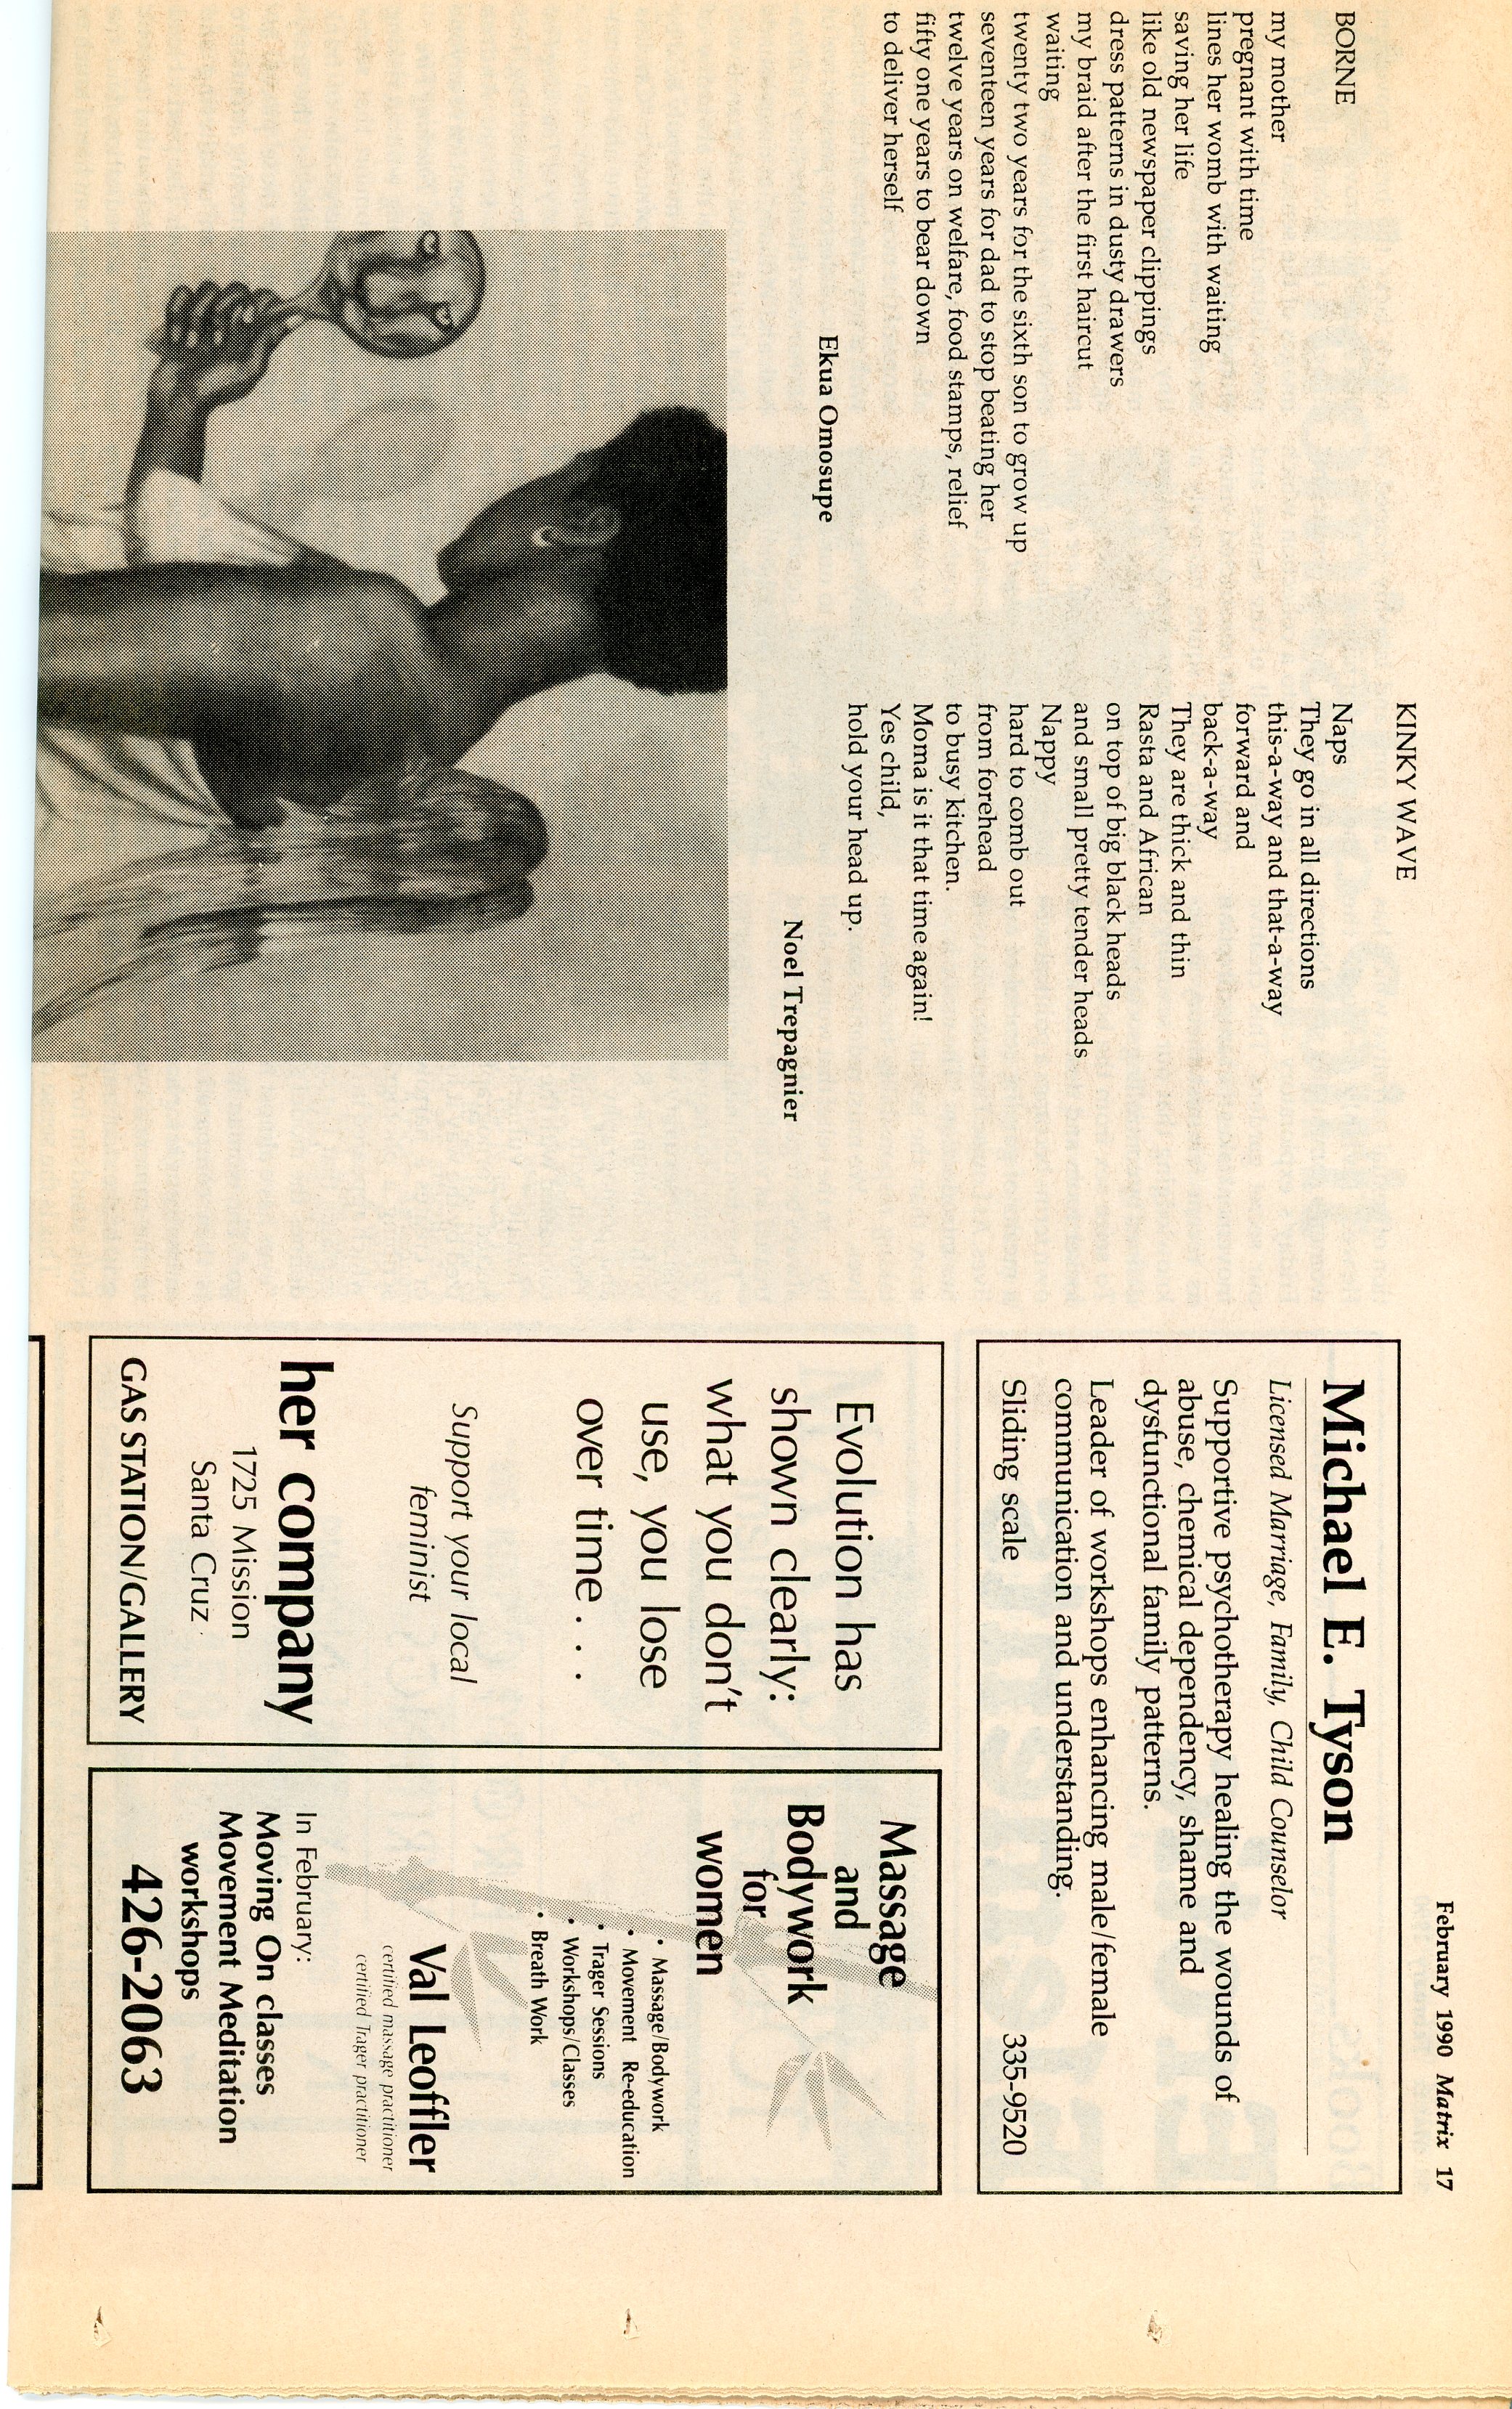 February 1990 Matrix 17
BORNE
my mother
pregnant with time
lines her womb with waiting
saving her life
like old newspaper clippings
dress patterns in dusty drawers
my braid after the first haircut
waiting
twenty two years for the sixth son to grow up
seventeen years for dad to stop beating her
twelve years on welfare, food stamps, relief
fifty one years to bear down
to deliver herself
Ekua Omosupe
KINKY WAVE
Naps
They go in all directions
this-a-way and that-a-way
forward and
back-a-way
They are thick and thin
Rasta and African
on top of big black heads
and small pretty tender heads
Nappy
hard to comb out
from forehead
to busy kitchen.
Moma is it that time again!
Yes child,
hold your head up.
Noel Trepagnier
Michael E. Tyson
Licensed Marriage, Family, Child Counselor
Supportive psychotherapy healing the wounds of
abuse, chemical dependency, shame and
dysfunctional family patterns.
Leader of workshops enhancing male/female
communication and understanding.
Sliding scale 335-9520
Evolution has
shown clearly:
what you don't
use, you lose
over time . . .
Support your local
feminist
her company
1725 Mission
Santa Cruz
GAS STATION/GALLERY
Massage
and
Bodywork
for
women
• Massage/Bodywork
• Movement Re-education
• Trager Sessions
• Workshops/Classes
• Breath Work
Val Leoffler
certified massage practitioner
certified Trager practitioner
In February:
Moving On classes
Movement Meditation
workshops
426-2063